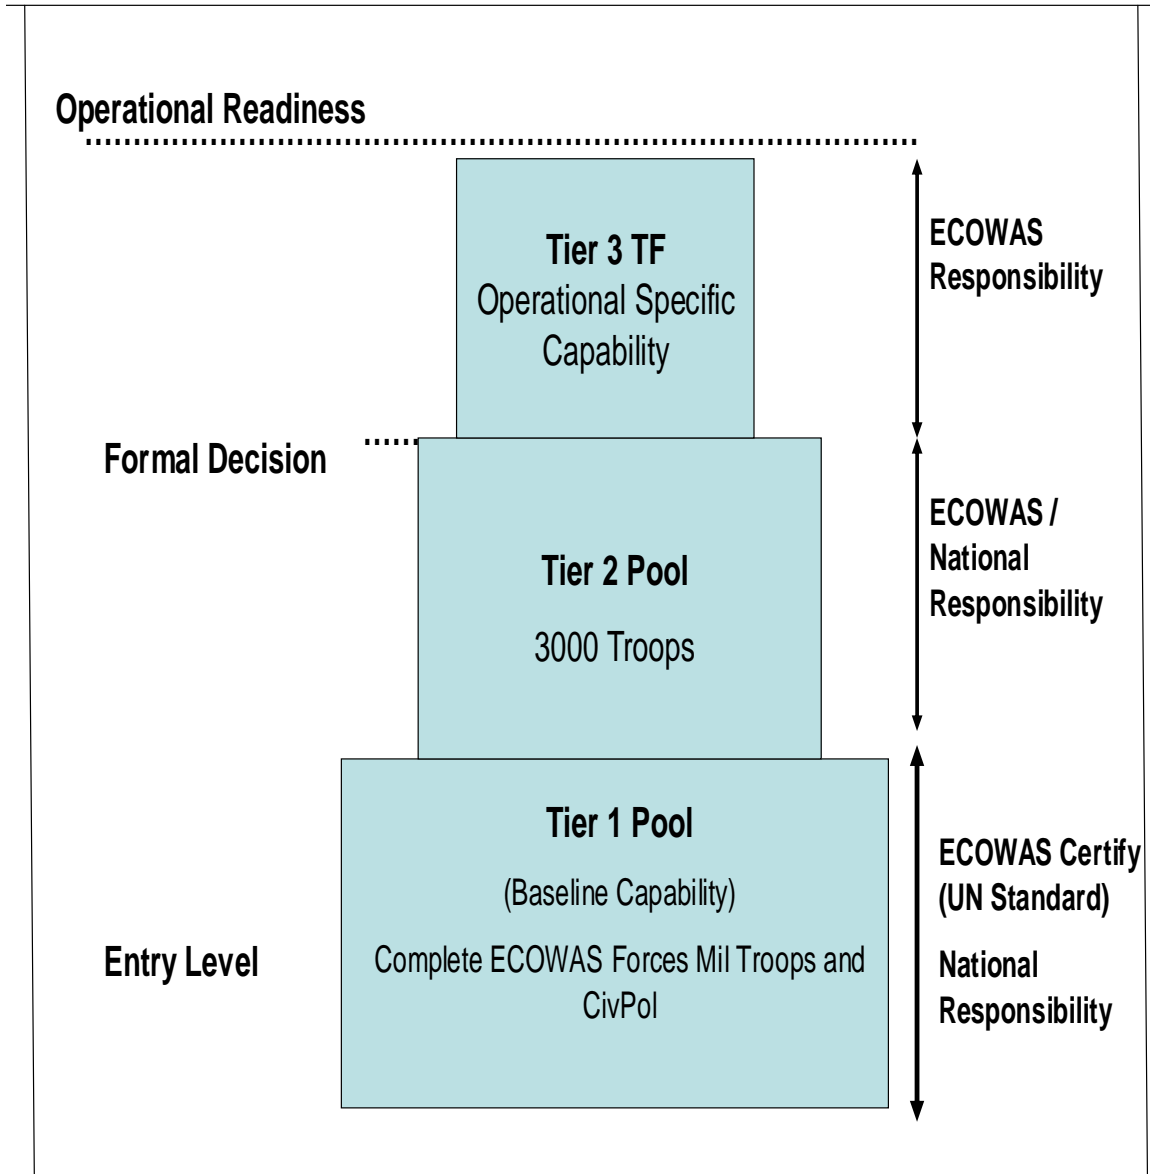 Operational Readiness
Tier 3 TF
Operational Specific
Capability
ECOWAS
Responsibility
Formal Decision
Tier 2 Pool
3000 Troops
ECOWAS /
National
Responsibility
Tier 1 Pool
(Baseline Capability)
Complete ECOWAS Forces Mil Troops and
CivPol
Entry Level
ECOWAS Certify
(UN Standard)
National
Responsibility